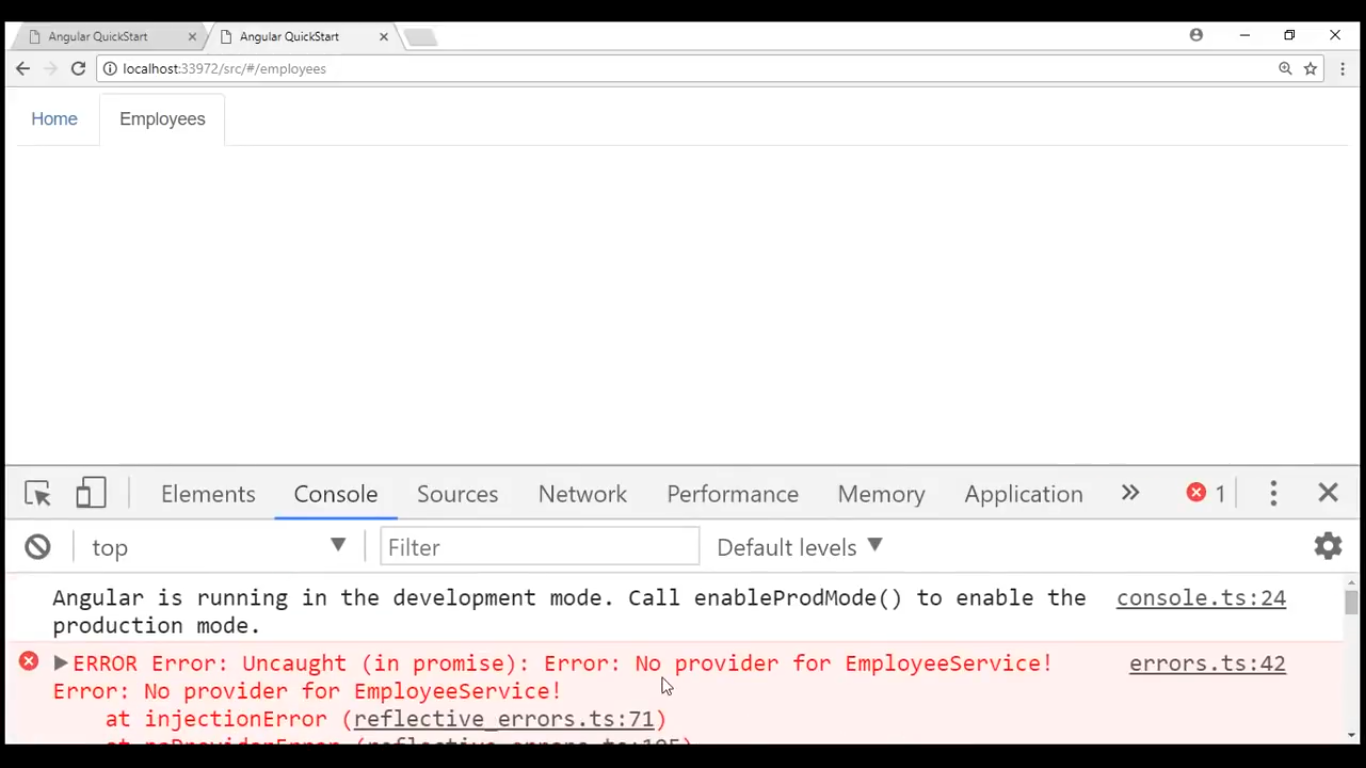 Angular QuickStart
Angular QuickStart
localhost:33972/src/#/employees
Home
Employees
Elements
Console
Sources
Network
Performance
Memory
Application
1
top
Filter
Default levels
Angular is running in the development mode. Call enableProdMode() to enable the console.ts:24
production mode.
ERROR Error: Uncaught (in promise): Error: No provider for EmployeeService! errors.ts:42
Error: No provider for EmployeeService!
at injectionError (reflective_errors.ts:71)